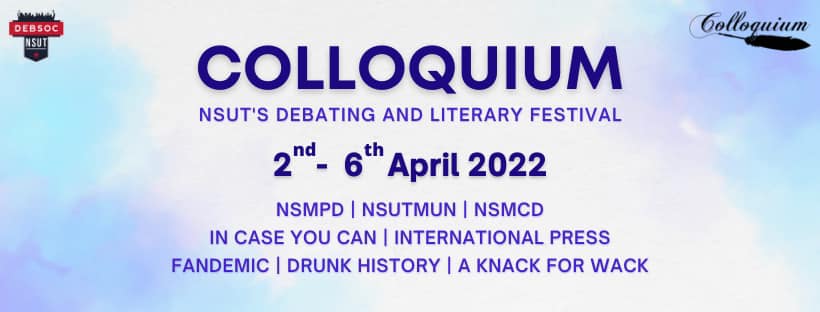 DEBSOC
NSUT
Colloquium
COLLOQUIUM
NSUT'S DEBATING AND LITERARY FESTIVAL
2nd- 6th April 2022
NSMPD | NSUTMUN | NSMCD
IN CASE YOU CAN | INTERNATIONAL PRESS
FANDEMIC | DRUNK HISTORY | A KNACK FOR WACK